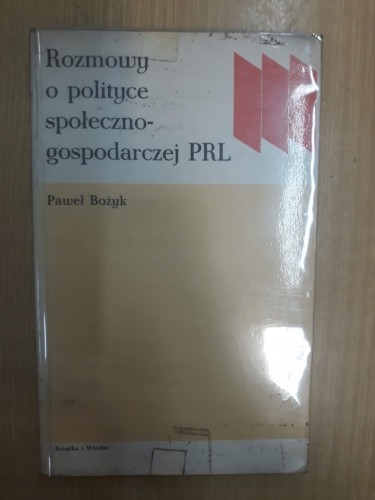 Rozmowy
o polityce
społeczno-
gospodarczej PRL
Paweł Bożyk
Książka i Wiedza